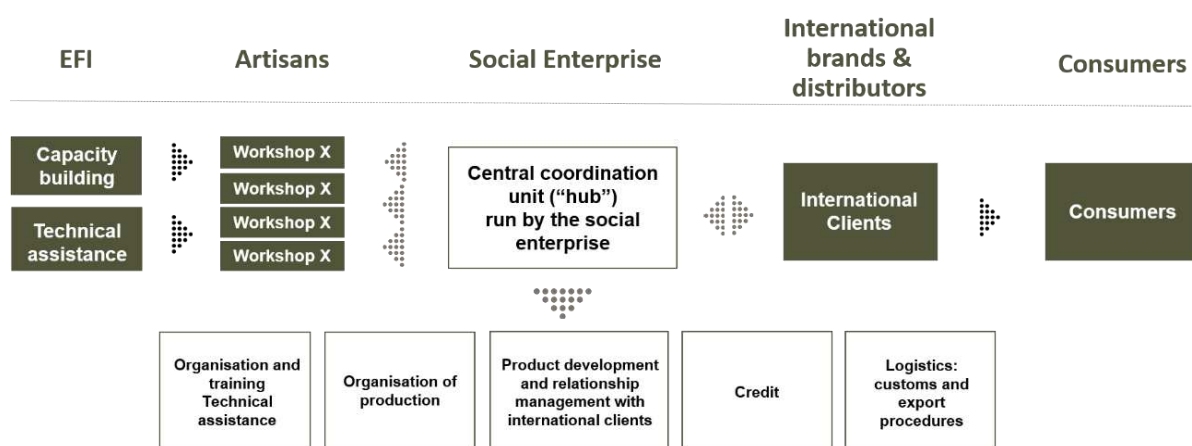 EFI
Artisans
Social Enterprise
International
brands &
distributors
Consumers
Capacity
building
Technical
assistance
Workshop X
Workshop X
Workshop X
Workshop X
Central coordination
unit (“hub”)
run by the social
enterprise
International
Clients
Consumers
Organisation and
training
Technical
assistance
Organisation of
production
Product development
and relationship
management with
international clients
Credit
Logistics:
customs and
export
procedures